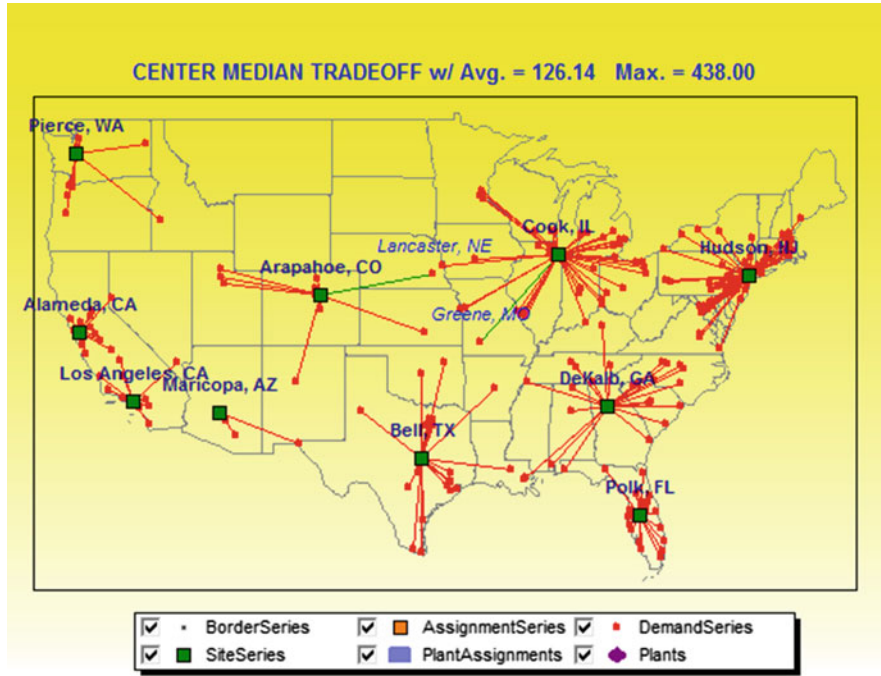 CENTER MEDIAN TRADEOFF w/ Avg. = 126.14 Max. = 438.00
Pierce, WA
Cook, IL
Lancaster, NE
Hudson, NJ
Arapahoe, CO
Alameda, CA
Greene, MO
Los Angeles, CA
Maricopa, AZ
DeKalb, GA
Bell, TX
Polk, FL
BorderSeries
AssignmentSeries
DemandSeries
SiteSeries
PlantAssignments
Plants